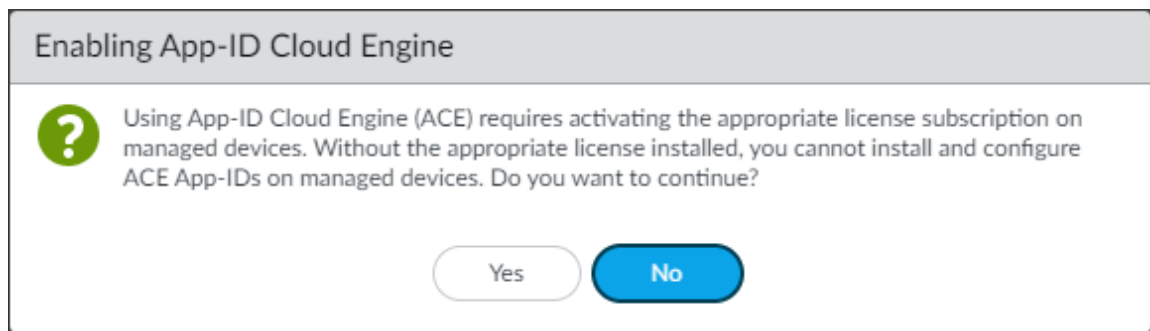 Enabling App-ID Cloud Engine
Using App-ID Cloud Engine (ACE) requires activating the appropriate license subscription on
managed devices. Without the appropriate license installed, you cannot install and configure
ACE App-IDs on managed devices. Do you want to continue?
Yes
No